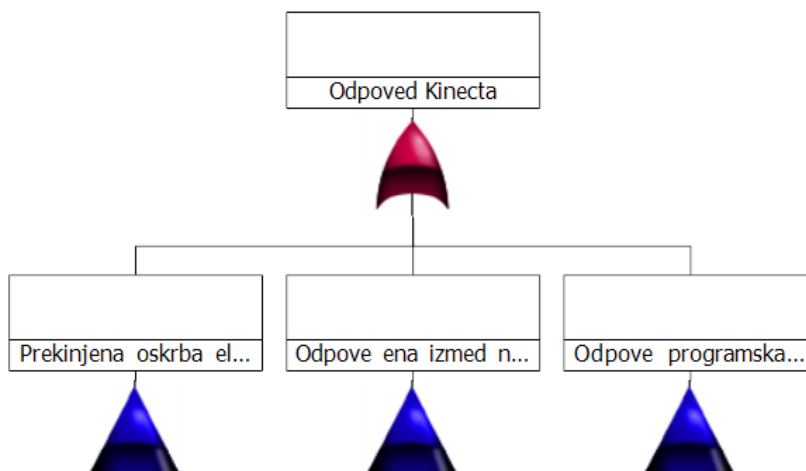 Odpoved Kinecta
Prekinjena oskrba el...
Odpove ena izmed n...
Odpove programska...